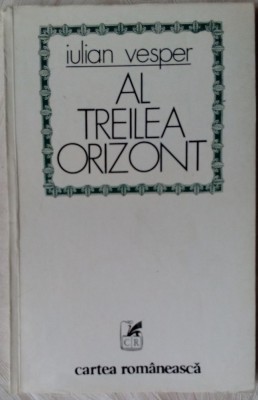 iulian vesper
AL
TREILEA
ORIZONT
CR
cartea românească